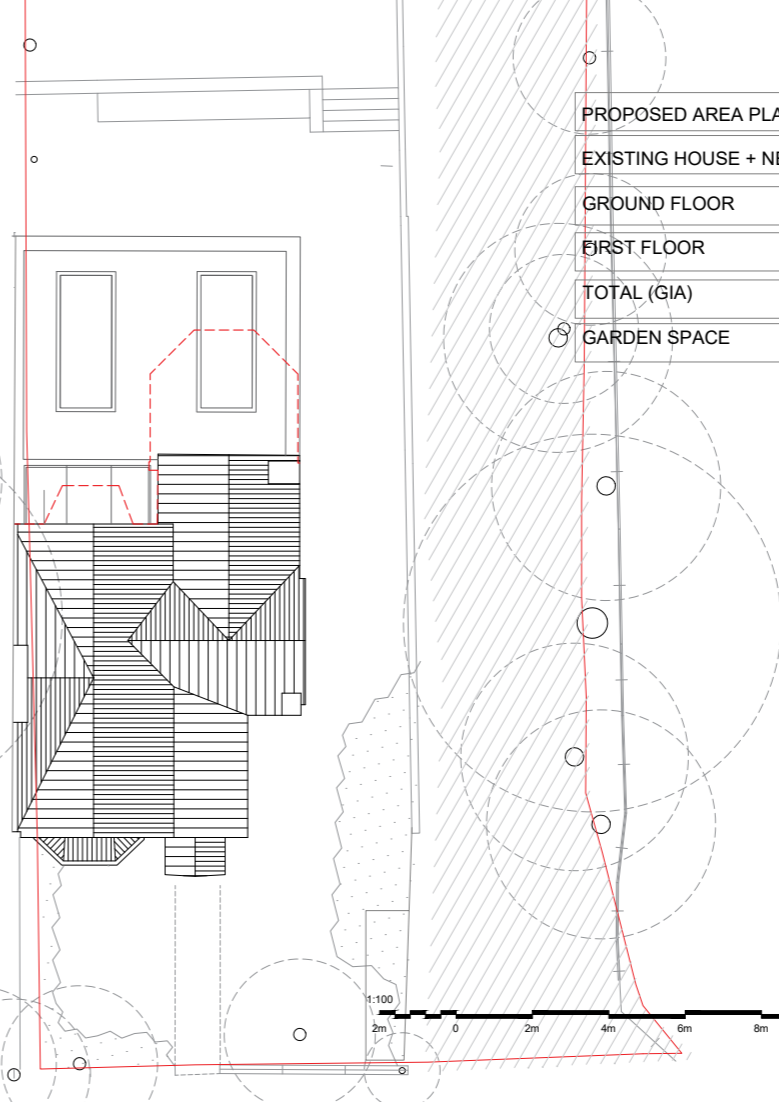 PROPOSED AREA PLA
EXISTING HOUSE + NE
GROUND FLOOR
FIRST FLOOR
TOTAL (GIA)
GARDEN SPACE
1:100
2m 0 2m 4m 6m 8m